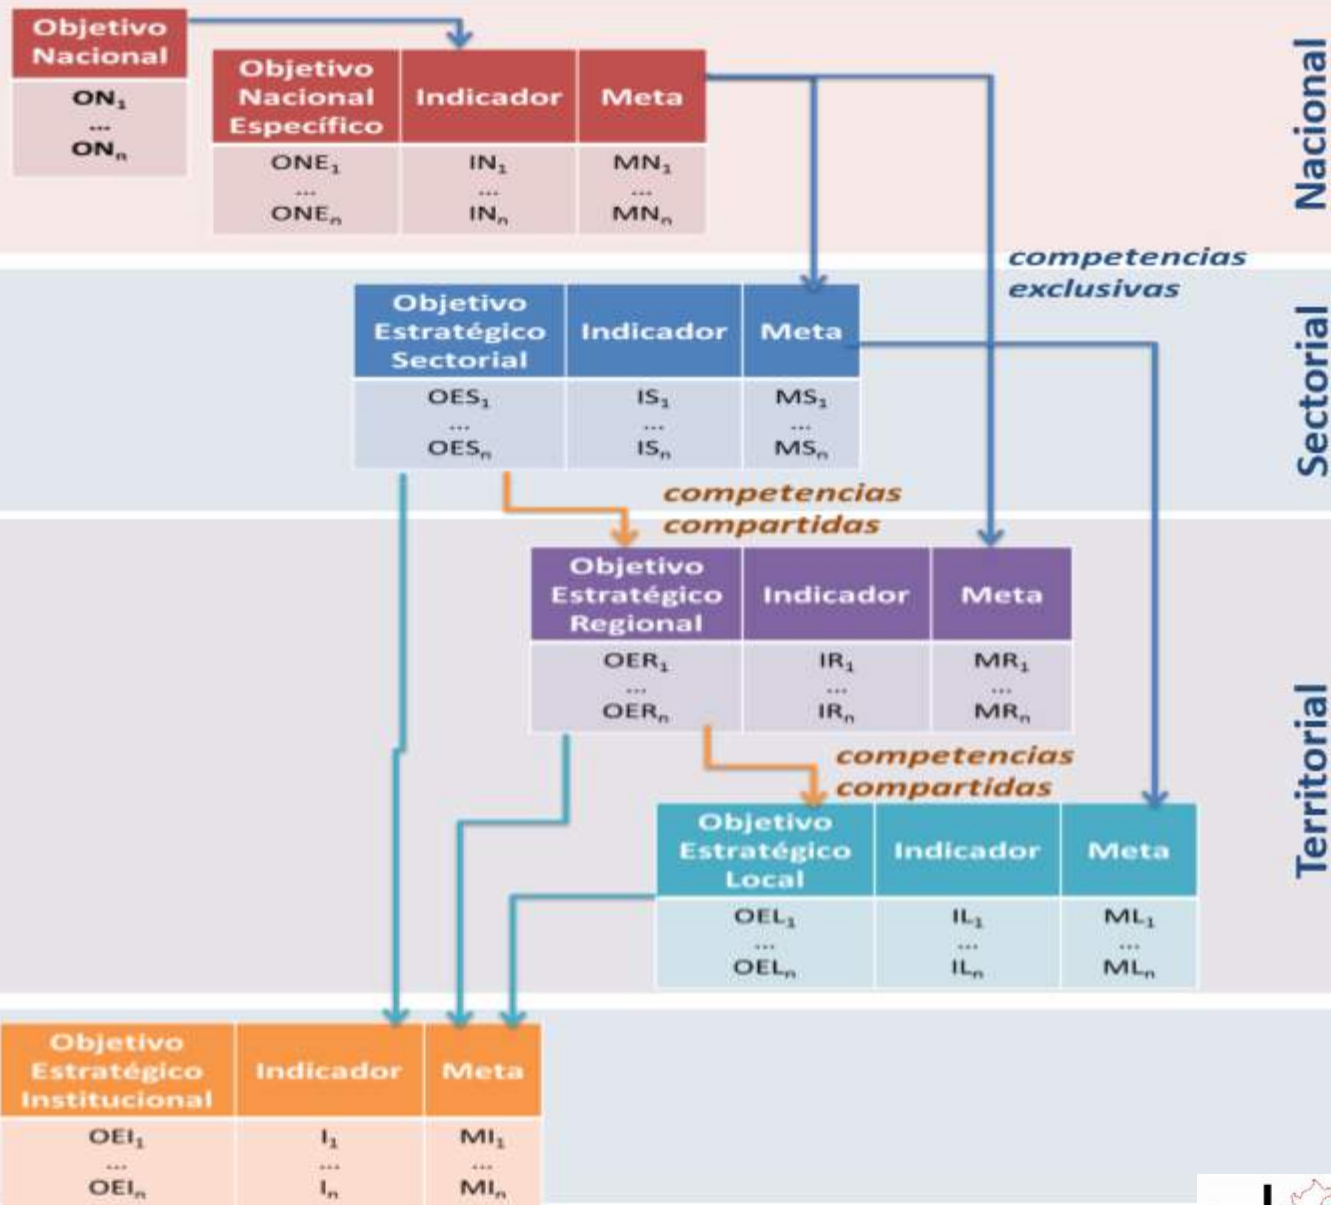 Objetivo
Nacional
ON₁
...
ONₙ
Objetivo
Nacional
Específico
Indicador
Meta
ONE₁
IN₁
MN₁
...
...
...
ONEₙ
INₙ
MNₙ
Nacional
competencias
exclusivas
Objetivo
Estratégico
Sectorial
Indicador
Meta
OES₁
IS₁
MS₁
...
...
...
OESₙ
ISₙ
MSₙ
Sectorial
competencias
compartidas
Objetivo
Estratégico
Regional
Indicador
Meta
OER₁
IR₁
MR₁
...
...
...
OERₙ
IRₙ
MRₙ
competencias
compartidas
Objetivo
Estratégico
Local
Indicador
Meta
OEL₁
IL₁
ML₁
...
...
...
OELₙ
ILₙ
MLₙ
Territorial
Objetivo
Estratégico
Institucional
Indicador
Meta
OEI₁
I₁
MI₁
...
...
...
OEIₙ
Iₙ
MIₙ